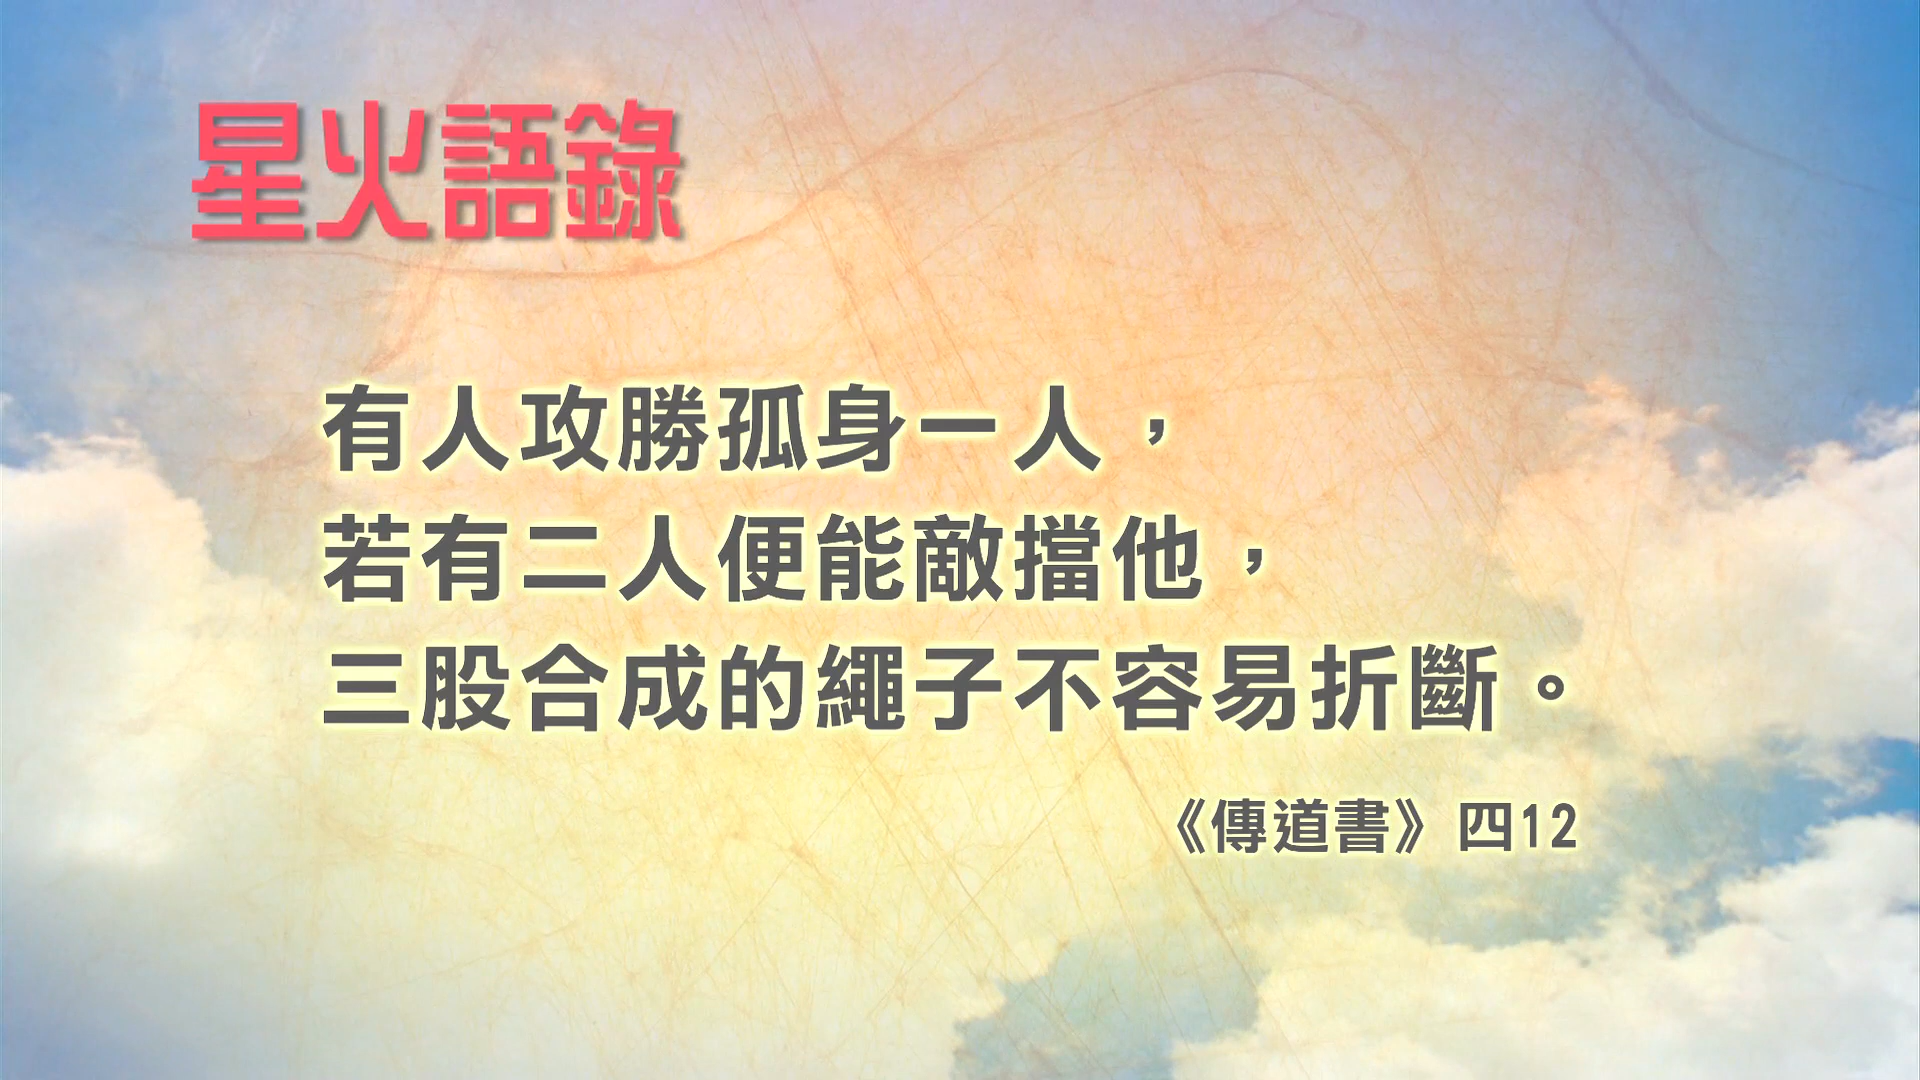 星火語錄
有人攻勝孤身一人，
若有二人便能敵擋他，
三股合成的繩子不容易折斷。
《傳道書》四12